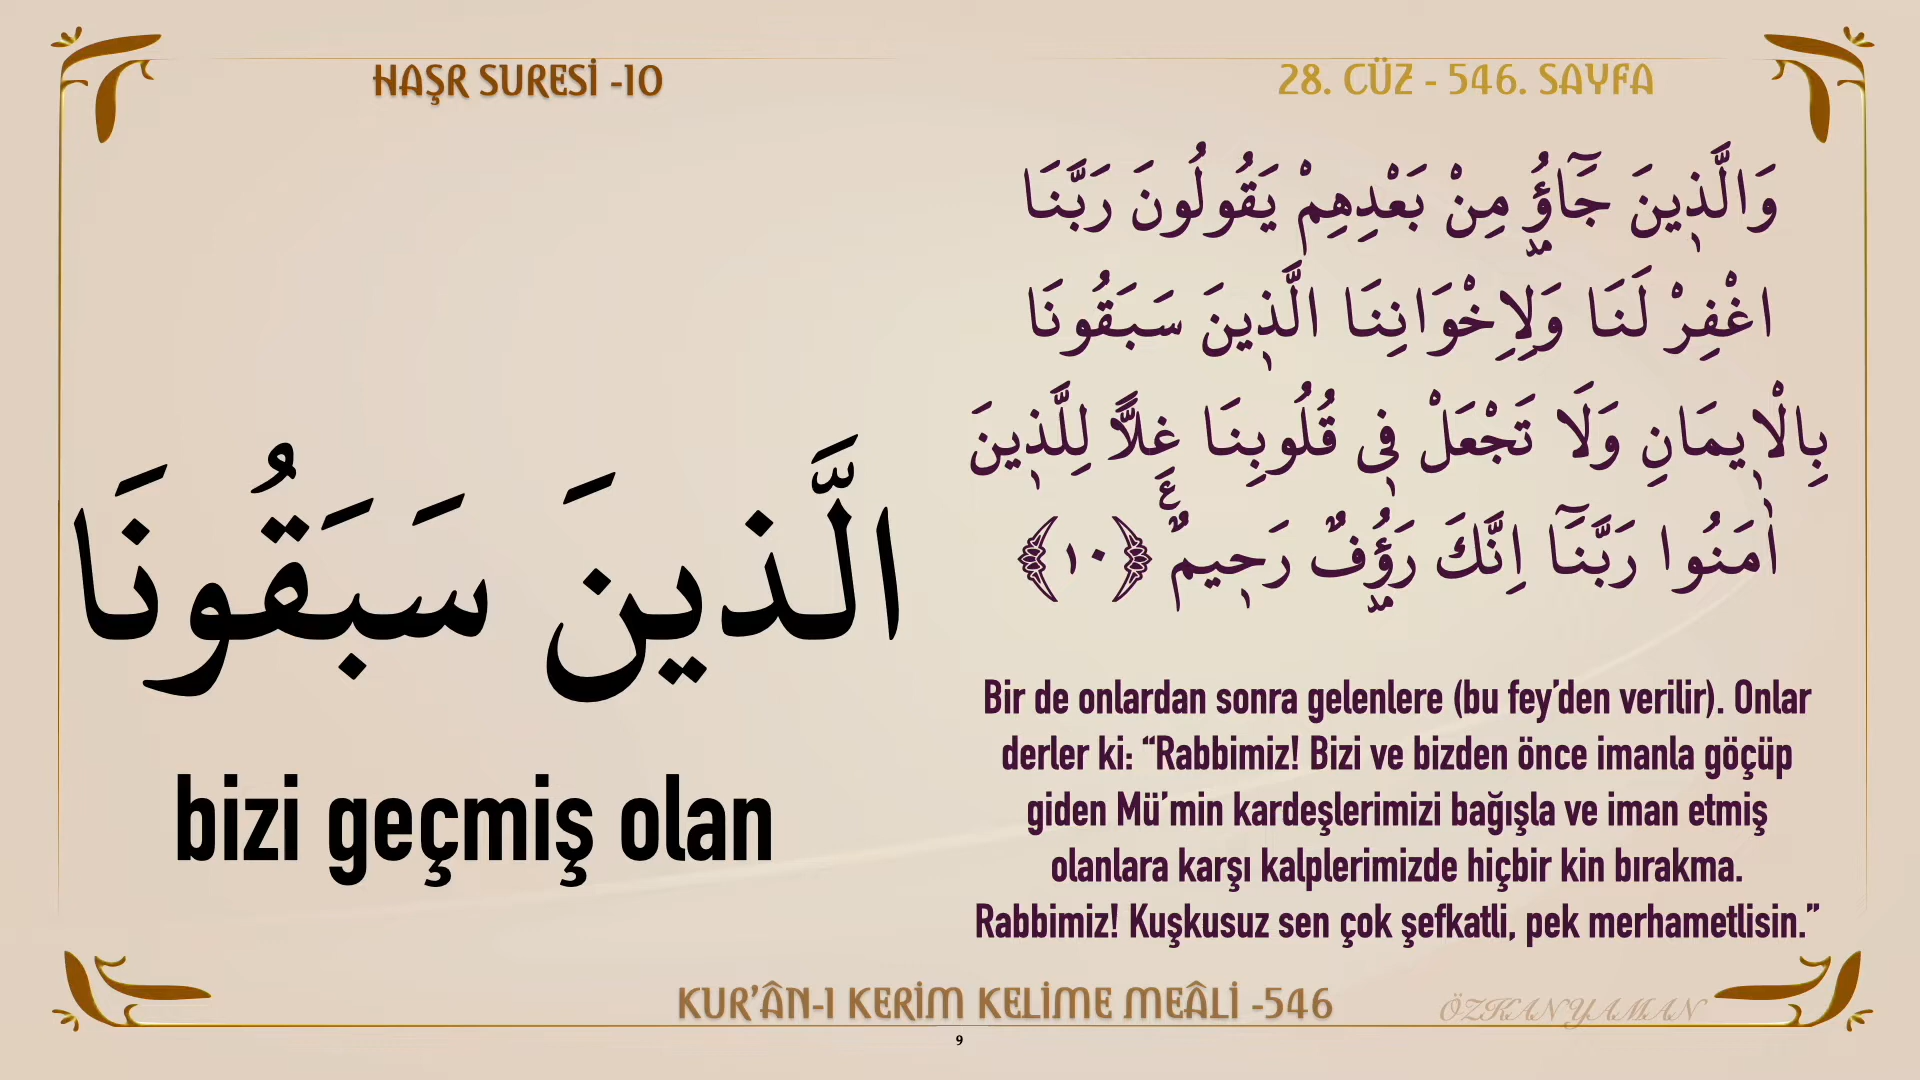 HAŞR SURESİ -10
28. CÜZ - 546. SAYFA
الَّذينَ سَبَقُونَا
bizi geçmiş olan
وَالَّذ۪ينَ جَٓاؤُ۫ مِنْ بَعْدِهِمْ يَقُولُونَ رَبَّنَا
اغْفِرْ لَنَا وَلِاِخْوَانِنَا الَّذ۪ينَ سَبَقُونَا
بِالْا۪يمَانِ وَلَا تَجْعَلْ ف۪ى قُلُوبِنَا غِلًّا لِلَّذ۪ينَ
اٰمَنُوا رَبَّنَٓا اِنَّكَ رَؤُ۫فٌ رَح۪يمٌۚ ع ﴿١٠﴾
Bir de onlardan sonra gelenlere (bu fey’den verilir). Onlar
derler ki: “Rabbimiz! Bizi ve bizden önce imanla göçüp
giden Mü’min kardeşlerimizi bağışla ve iman etmiş
olanlara karşı kalplerimizde hiçbir kin bırakma.
Rabbimiz! Kuşkusuz sen çok şefkatli, pek merhametlisin.”
KUR’ÂN-I KERİM KELİME MEÂLİ -546
ÖZKAN YAMAN
9